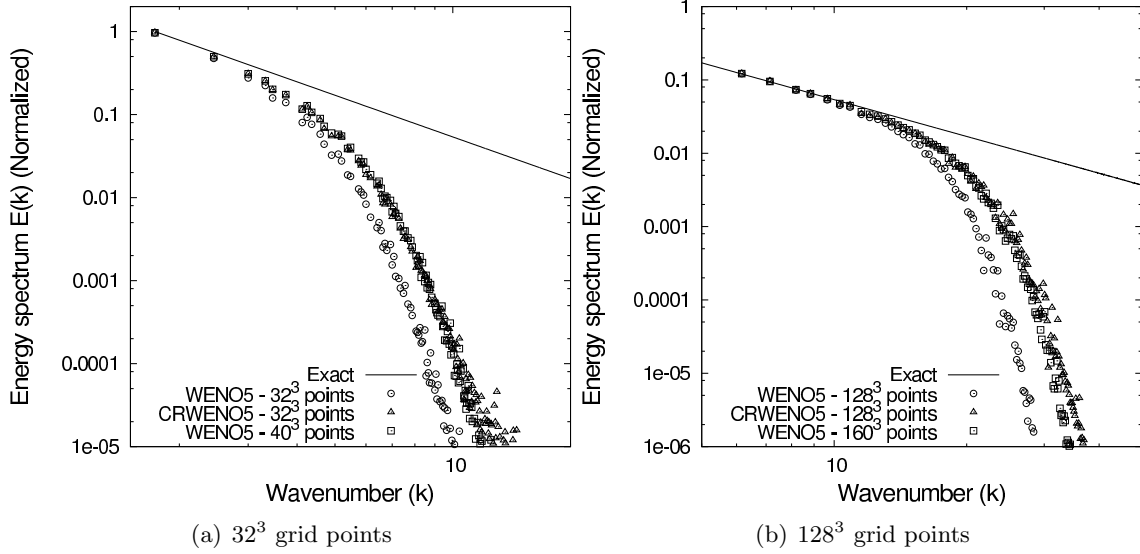 Energy spectrum E(k) (Normalized)
1
0.1
0.01
0.001
0.0001
1e-05
10
Exact
WENO5 - 32³ points
CRWENO5 - 32³ points
WENO5 - 40³ points
Wavenumber (k)
(a) 32³ grid points
Energy spectrum E(k) (Normalized)
1
0.1
0.01
0.001
0.0001
1e-05
1e-06
10
Exact
WENO5 - 128³ points
CRWENO5 - 128³ points
WENO5 - 160³ points
Wavenumber (k)
(b) 128³ grid points